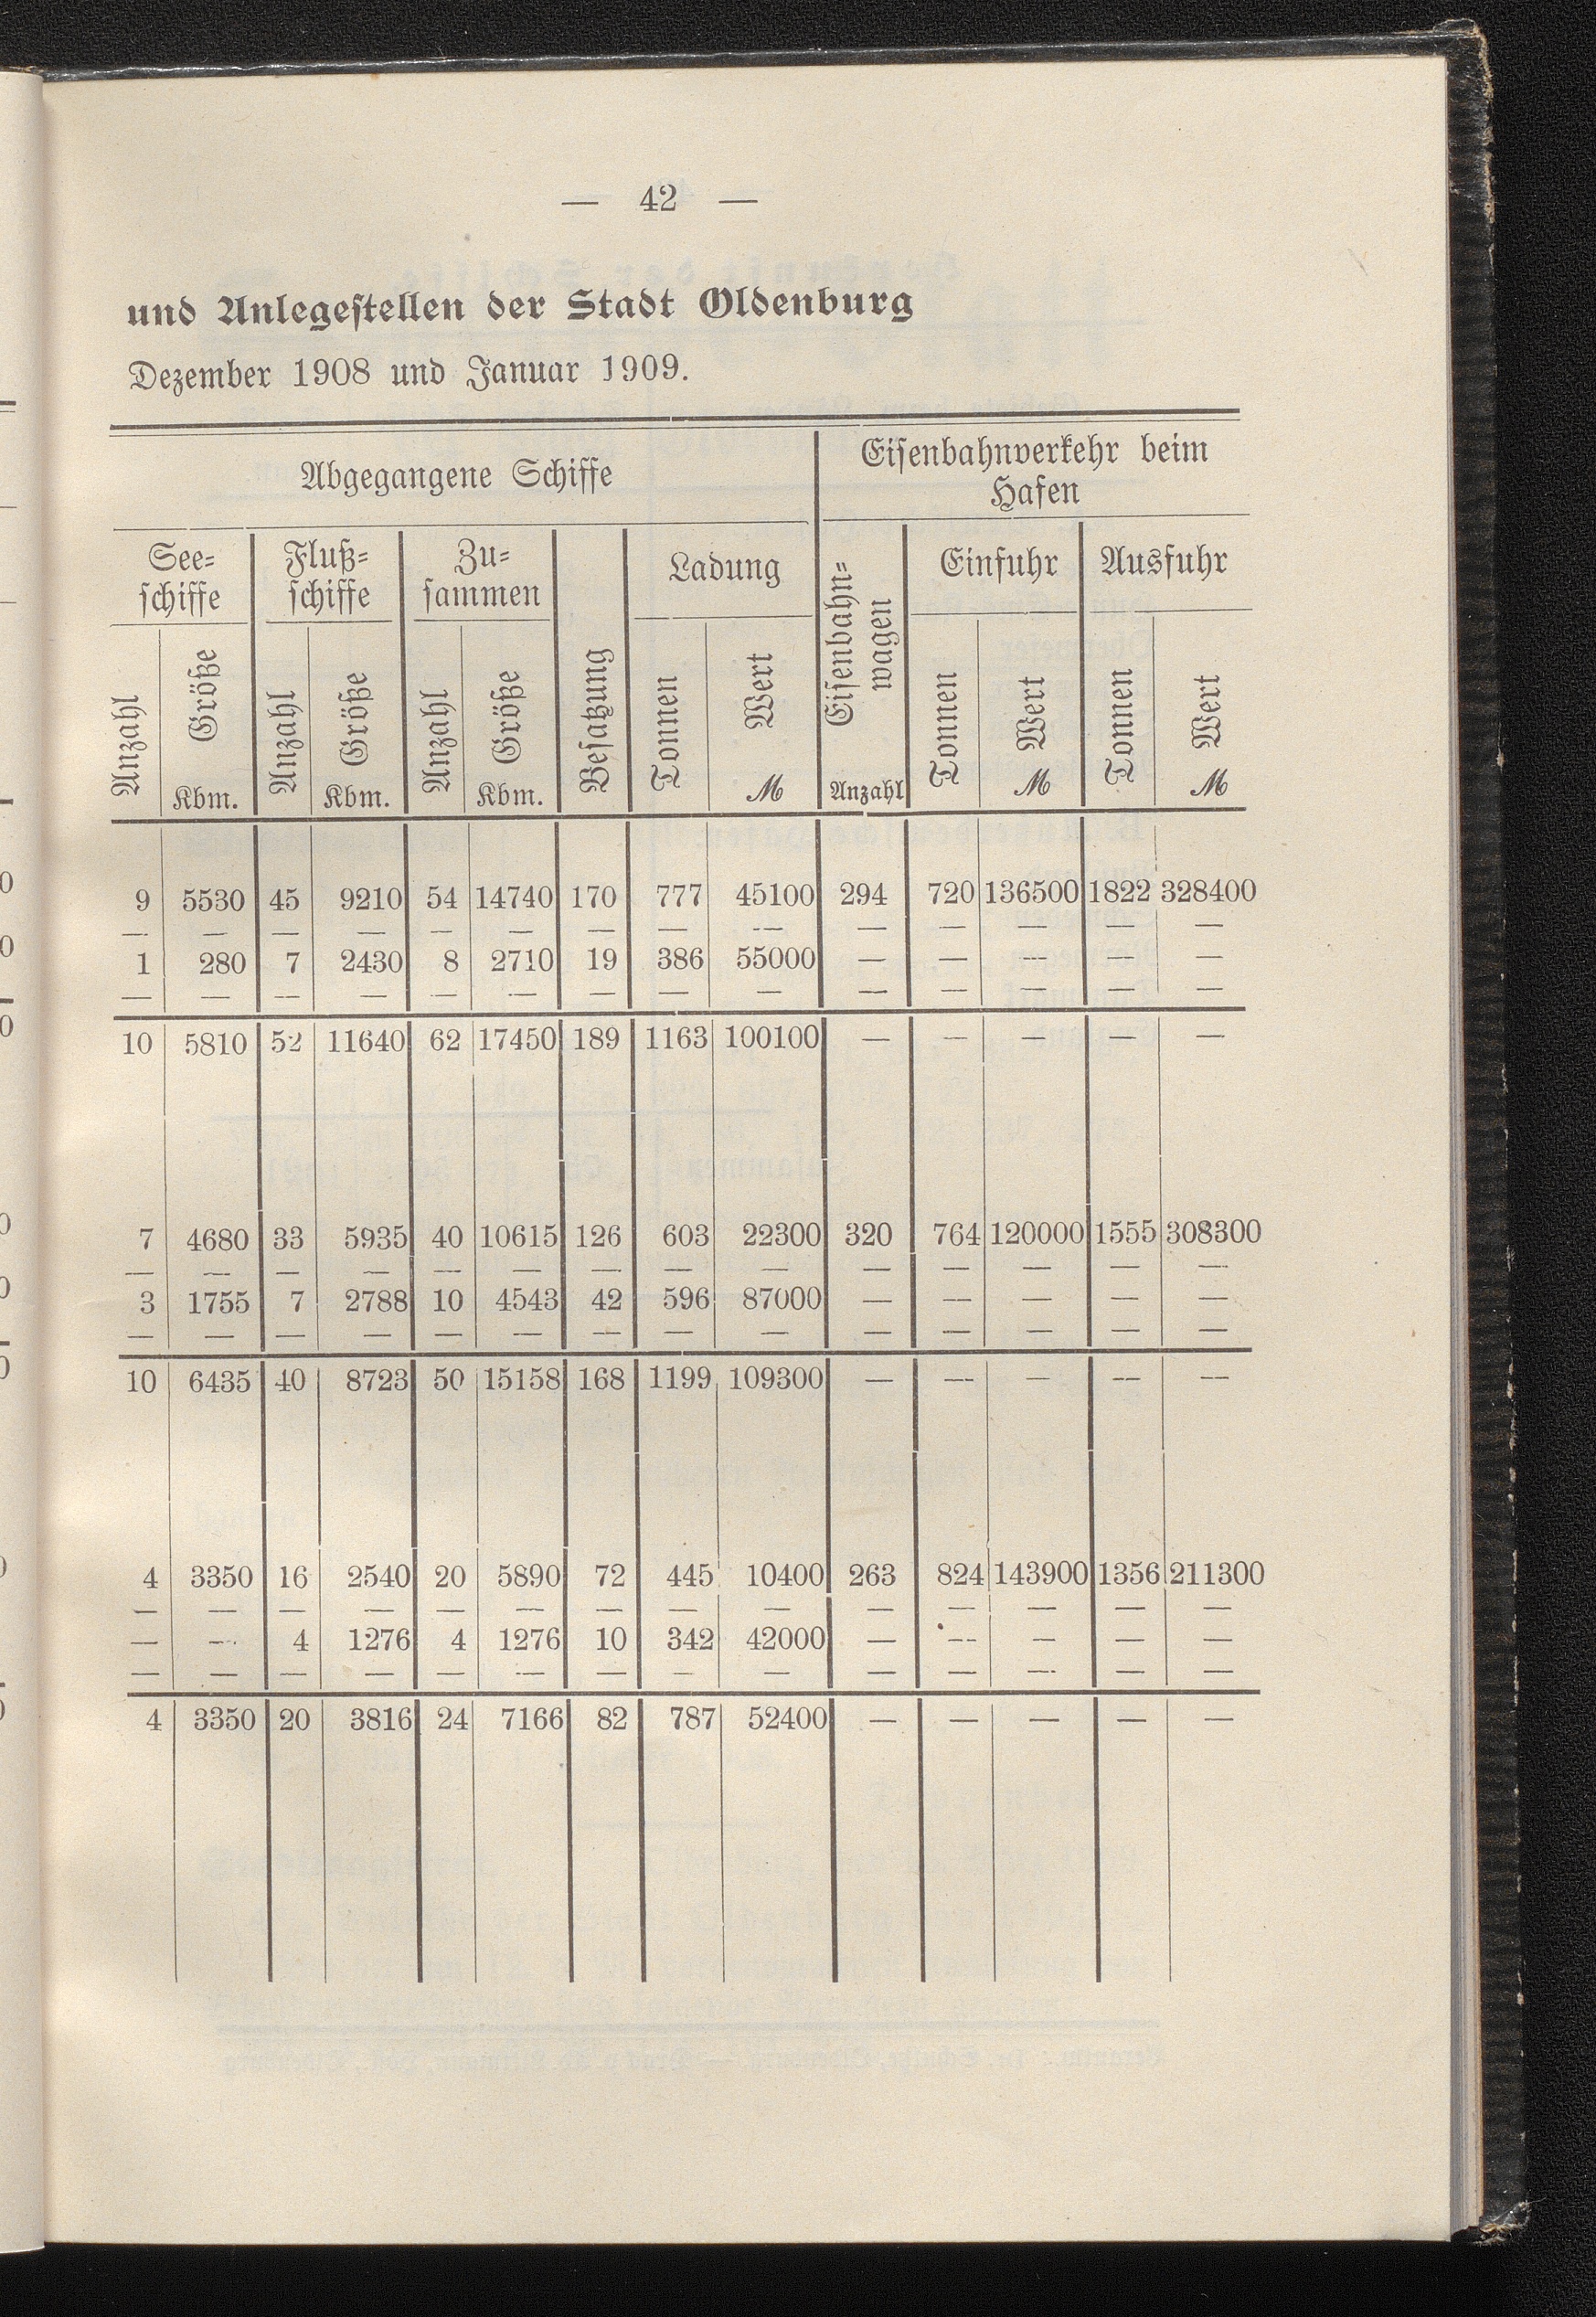 — 42 —
und Anlegestellen der Stadt Oldenburg
Dezember 1908 und Januar 1909.
Abgegangene Schiffe
Eisenbahnverkehr beim
Hafen
See-
schiffe
Fluß-
schiffe
Zu-
sammen
Besatzung
Ladung
Eisenbahn-
wagen
Einfuhr
Ausfuhr
Anzahl Größe Anzahl Größe Anzahl Größe Tonnen Wert Tonnen Wert Tonnen Wert
Kbm. Kbm. Kbm. ℳ Anzahl ℳ ℳ
9 5530 45 9210 54 14740 170 777 45100 294 720 136500 1822 328400
— — — — — — — — — — — — — —
1 280 7 2430 8 2710 19 386 55000 — — — — —
— — — — — — — — — — — — — —
10 5810 52 11640 62 17450 189 1163 100100 — — — — —
7 4680 33 5935 40 10615 126 603 22300 320 764 120000 1555 308300
— — — — — — — — — — — — — —
3 1755 7 2788 10 4543 42 596 87000 — — — — —
— — — — — — — — — — — — — —
10 6435 40 8723 50 15158 168 1199 109300 — — — — —
4 3350 16 2540 20 5890 72 445 10400 263 824 143900 1356 211300
— — — — — — — — — — — — — —
— — 4 1276 4 1276 10 342 42000 — — — — —
— — — — — — — — — — — — — —
4 3350 20 3816 24 7166 82 787 52400 — — — — —